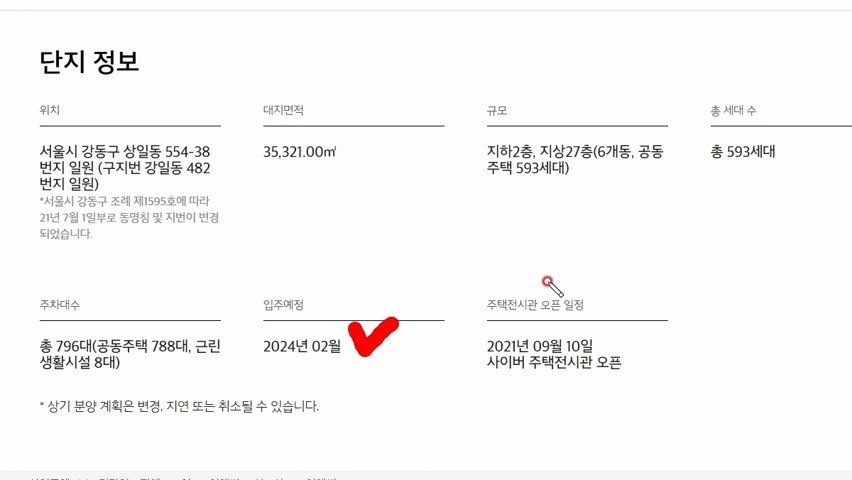 단지 정보
위치
서울시 강동구 상일동 554-38
번지 일원 (구지번 강일동 482
번지 일원)
*서울시 강동구 조례 제1595호에 따라
21년 7월 1일부로 동명칭 및 지번이 변경
되었습니다.
대지면적
35,321.00㎡
규모
지하2층, 지상27층(6개동, 공동
주택 593세대)
총 세대 수
총 593세대
주차대수
총 796대(공동주택 788대, 근린
생활시설 8대)
입주예정
2024년 02월
주택전시관 오픈 일정
2021년 09월 10일
사이버 주택전시관 오픈
* 상기 분양 계획은 변경, 지연 또는 취소될 수 있습니다.